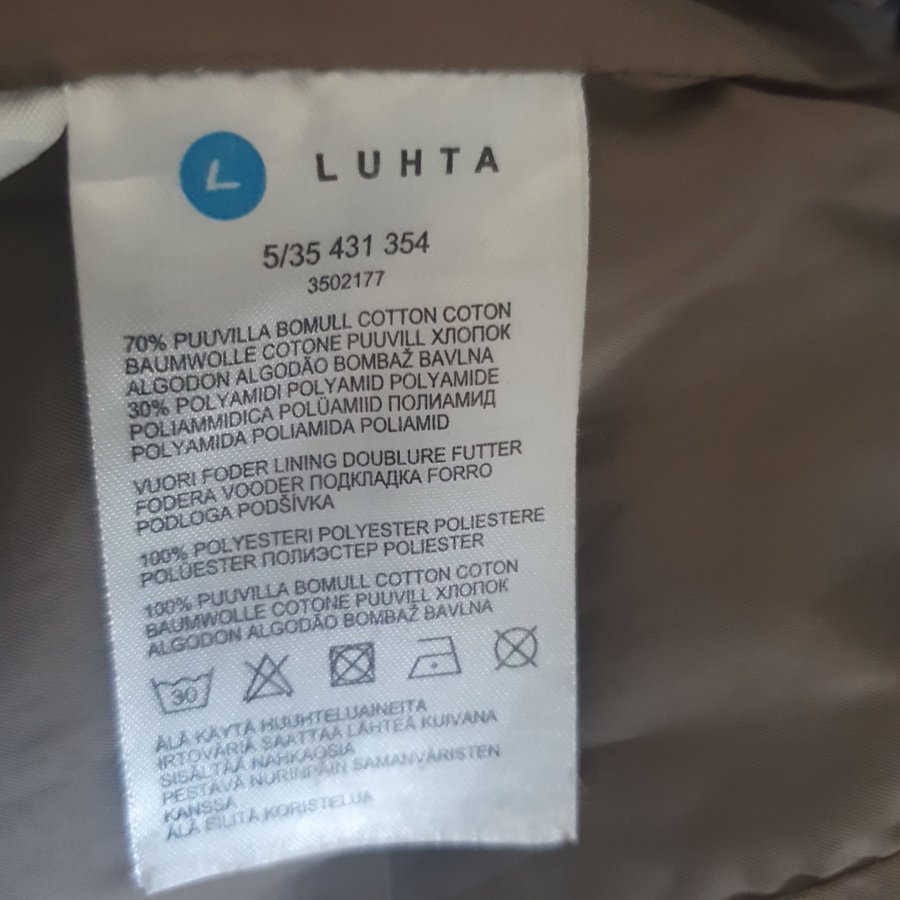 L LUHTA
5/35 431 354
3502177
70% PUUVILLA BOMULL COTTON COTON
BAUMWOLLE COTONE PUUVILL ХЛОПОК
ALGODON ALGODÃO BOMBAŽ BAVLNA
30% POLYAMIDI POLYAMID POLYAMIDE
POLIAMMIDICA POLÜAMIID ПОЛИАМИД
POLYAMIDA POLIAMIDA POLIAMID
VUORI FODER LINING DOUBLURE FUTTER
FODERA VOODER ПОДКЛАДКА FORRO
PODLOGA PODŠÍVKA
100% POLYESTERI POLYESTER POLIESTERE
POLÜESTER ПОЛИЭСТЕР POLIESTER
100% PUUVILLA BOMULL COTTON COTON
BAUMWOLLE COTONE PUUVILL ХЛОПОК
ALGODON ALGODÃO BOMBAŽ BAVLNA
30
ÄLÄ KÄYTÄ HUUHTELUAINEITA
IRTOVÄRIÄ SAATTAA LÄHTEÄ KUIVANA
SISÄLTÄÄ NAHKAOSIA
PESTÄVÄ NURINPÄIN SAMANVÄRISTEN
KANSSA
ÄLÄ SILITÄ KORISTELUA